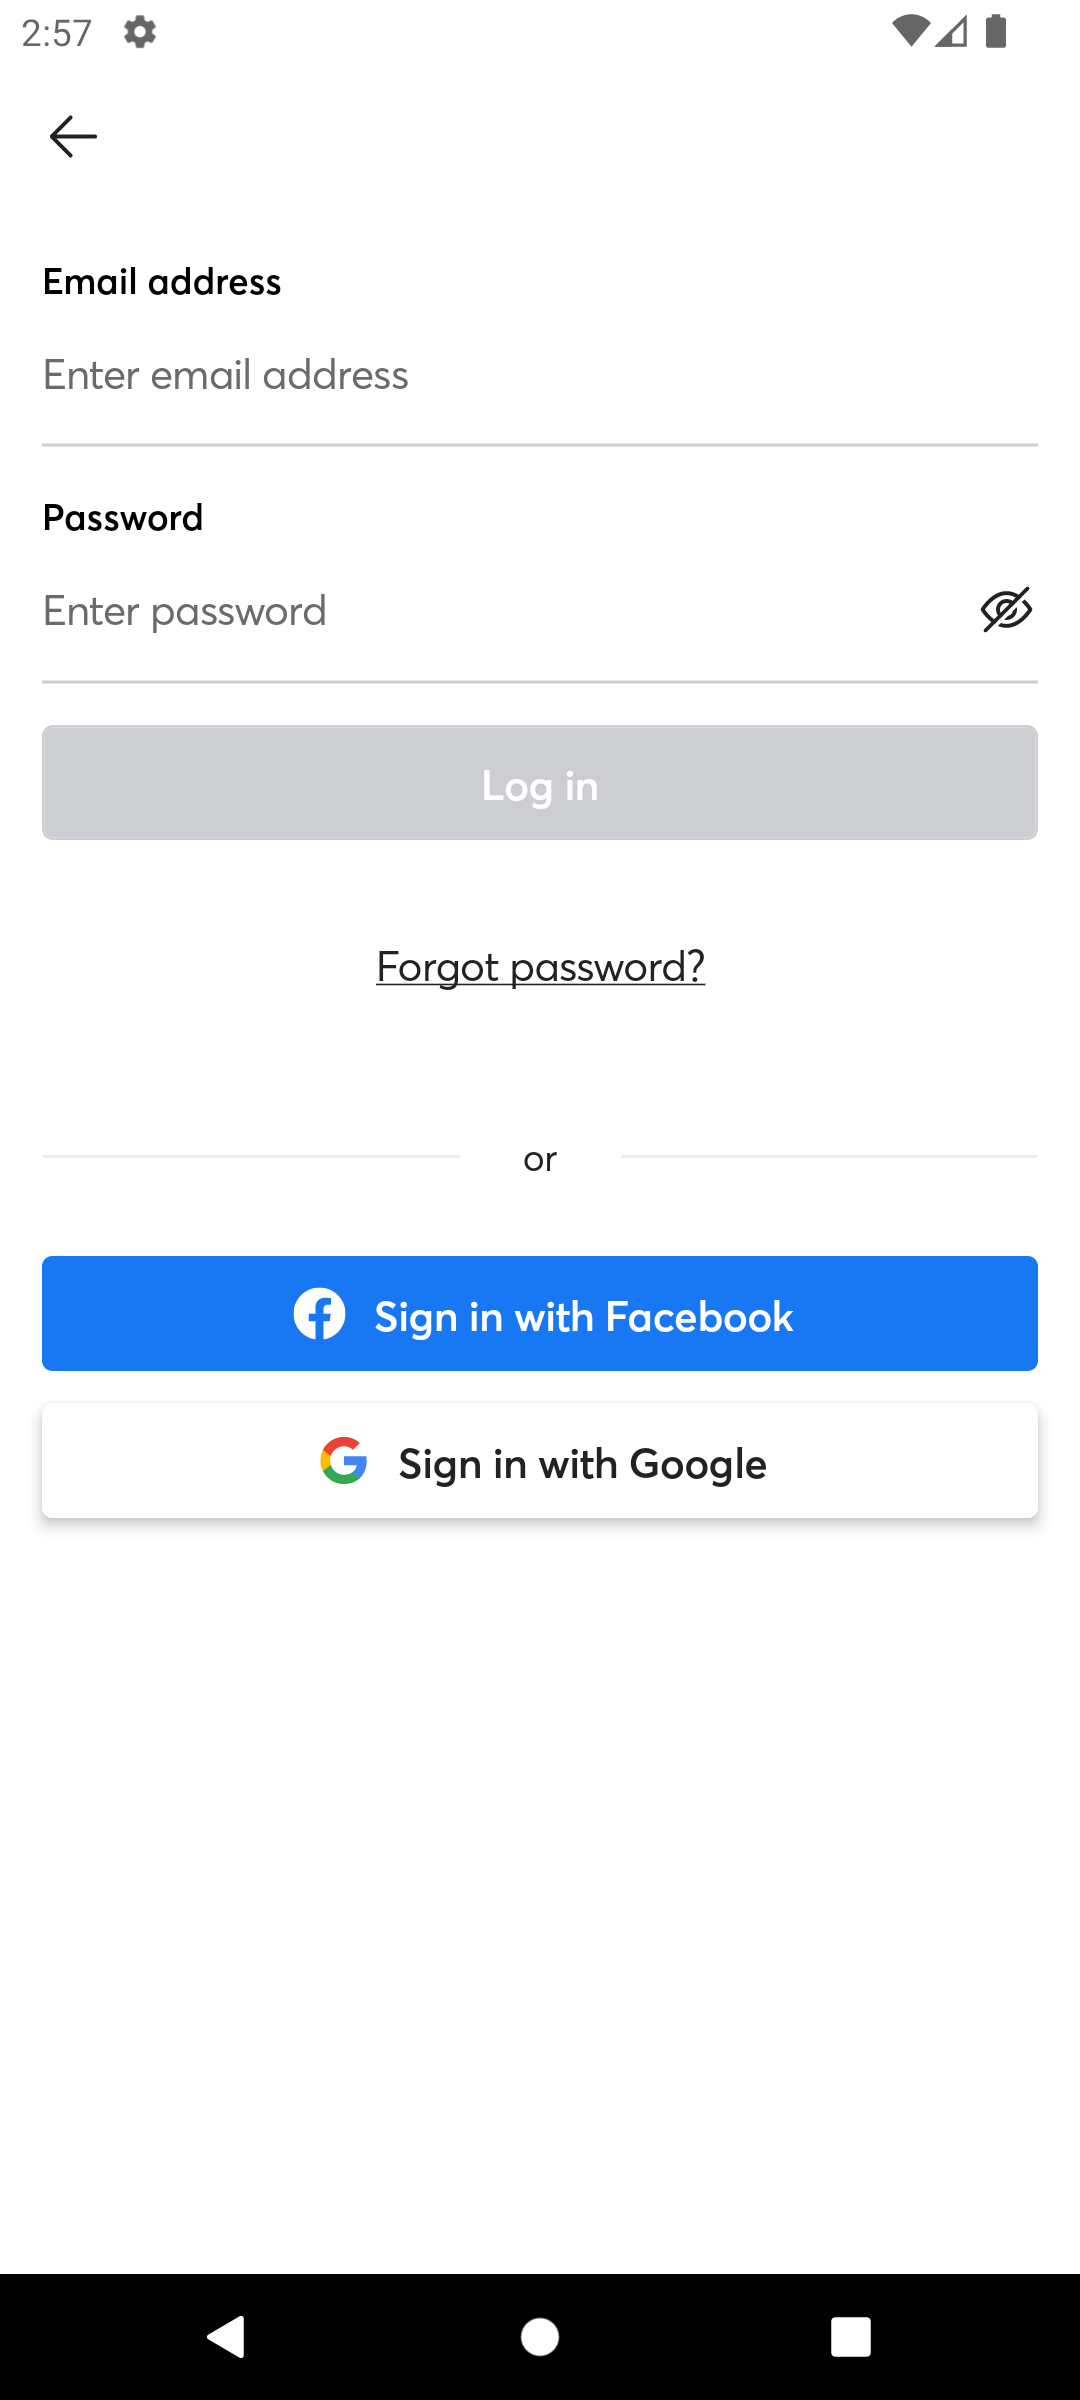 2:57
Email address
Enter email address
Password
Enter password
Log in
Forgot password?
or
Sign in with Facebook
Sign in with Google